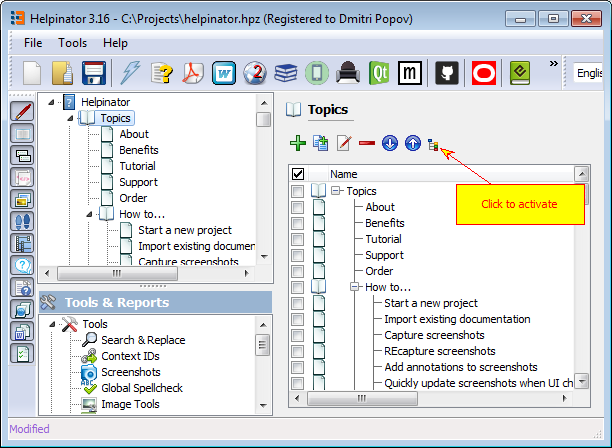 Helpinator 3.16 - C:\Projects\helpinator.hpz (Registered to Dmitri Popov)
File Tools Help
W 2 Qt m Englis
Helpinator
Topics
About
Benefits
Tutorial
Support
Order
How to...
Start a new project
Import existing documen
Capture screenshots
Tools & Reports
Tools
Search & Replace
Context IDs
Screenshots
ABC
Global Spellcheck
Image Tools
Topics
Click to activate
Name
Topics
About
Benefits
Tutorial
Support
Order
How to...
Start a new project
Import existing documentation
Capture screenshots
REcapture screenshots
Add annotations to screenshots
Quickly update screenshots when UI ch
Modified